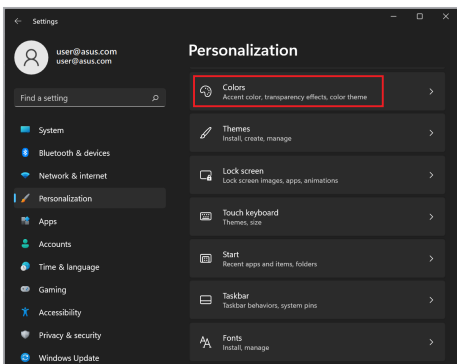 Settings
user@asus.com
user@asus.com
Find a setting
System
Bluetooth & devices
Network & internet
Personalization
Apps
Accounts
Time & language
Gaming
Accessibility
Privacy & security
Windows Update
Personalization
Colors
Accent color, transparency effects, color theme
Themes
Install, create, manage
Lock screen
Lock screen images, apps, animations
Touch keyboard
Themes, size
Start
Recent apps and items, folders
Taskbar
Taskbar behaviors, system pins
Fonts
Install, manage